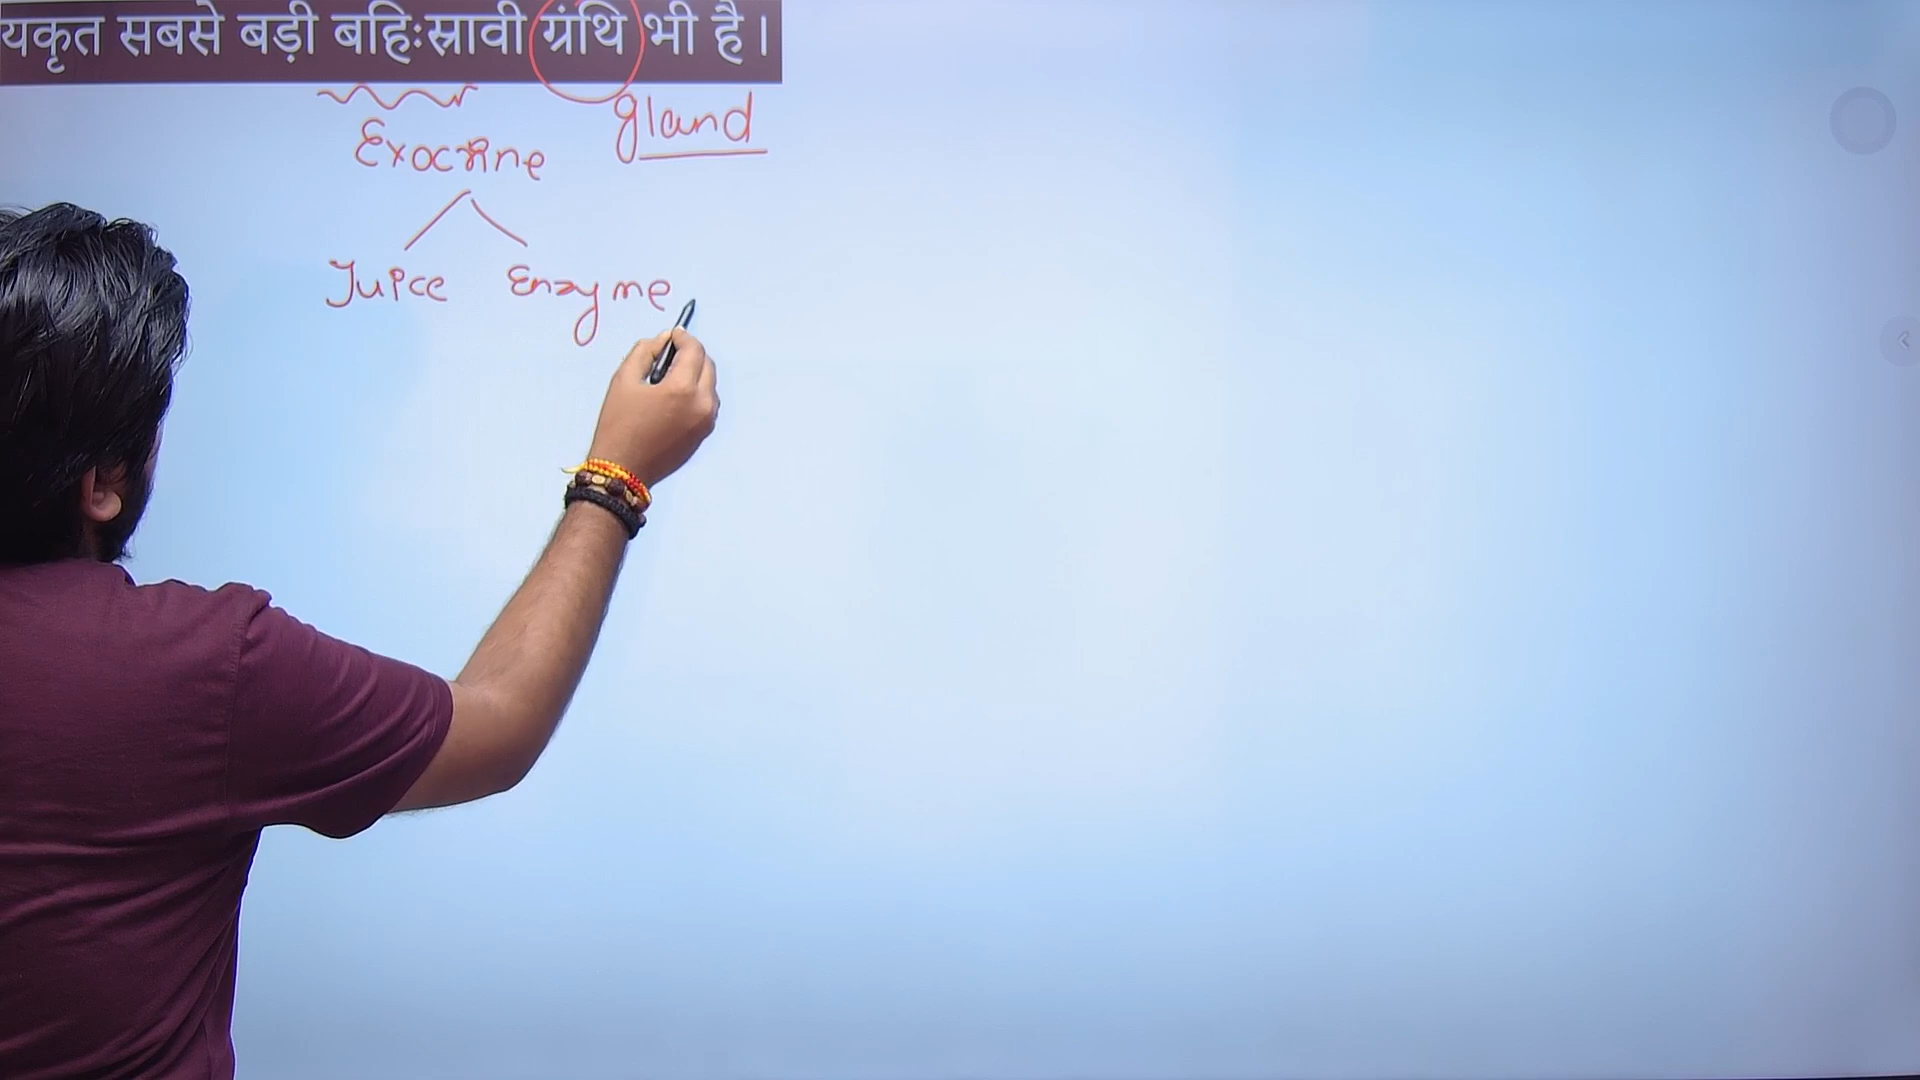 यकृत सबसे बड़ी बहिःस्रावी ग्रंथि भी है।
Exocrine gland
Juice Enzyme